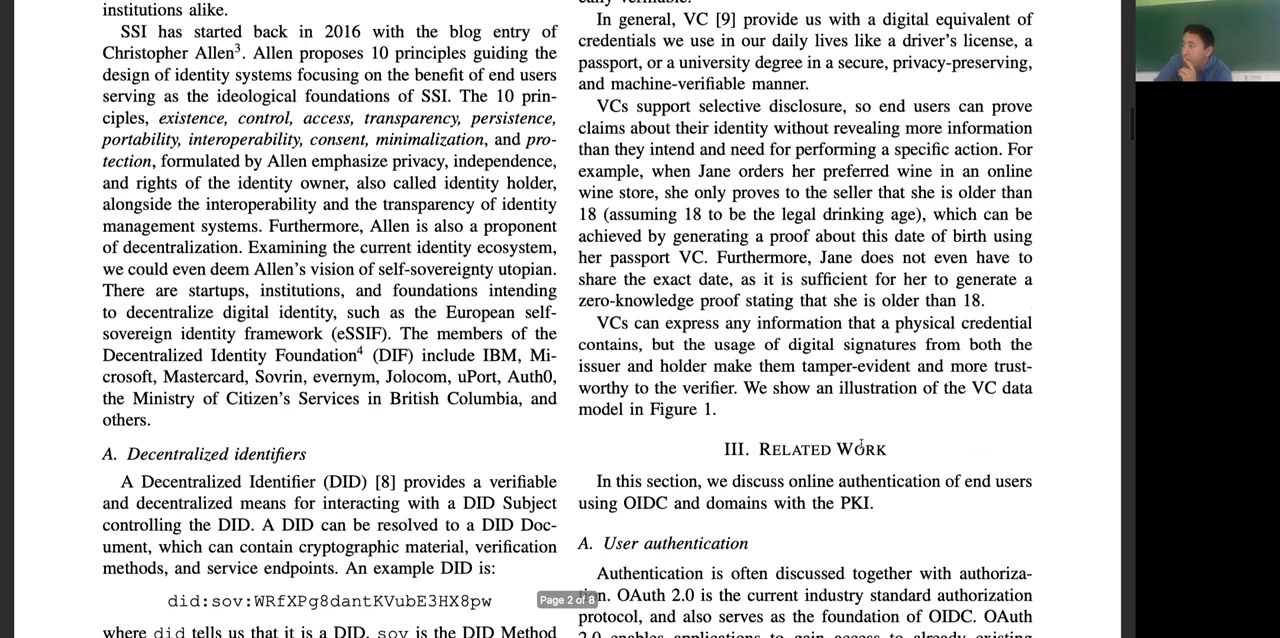 institutions alike.
SSI has started back in 2016 with the blog entry of
Christopher Allen³. Allen proposes 10 principles guiding the
design of identity systems focusing on the benefit of end users
serving as the ideological foundations of SSI. The 10 prin-
ciples, existence, control, access, transparency, persistence,
portability, interoperability, consent, minimalization, and pro-
tection, formulated by Allen emphasize privacy, independence,
and rights of the identity owner, also called identity holder,
alongside the interoperability and the transparency of identity
management systems. Furthermore, Allen is also a proponent
of decentralization. Examining the current identity ecosystem,
we could even deem Allen's vision of self-sovereignty utopian.
There are startups, institutions, and foundations intending
to decentralize digital identity, such as the European self-
sovereign identity framework (eSSIF). The members of the
Decentralized Identity Foundation⁴ (DIF) include IBM, Mi-
crosoft, Mastercard, Sovrin, evernym, Jolocom, uPort, Auth0,
the Ministry of Citizen's Services in British Columbia, and
others.
A. Decentralized identifiers
A Decentralized Identifier (DID) [8] provides a verifiable
and decentralized means for interacting with a DID Subject
controlling the DID. A DID can be resolved to a DID Doc-
ument, which can contain cryptographic material, verification
methods, and service endpoints. An example DID is:
did:sov:WRfXPg8dantKVubE3HX8pw
where did tells us that it is a DID, sov is the DID Method
In general, VC [9] provide us with a digital equivalent of
credentials we use in our daily lives like a driver's license, a
passport, or a university degree in a secure, privacy-preserving,
and machine-verifiable manner.
VCs support selective disclosure, so end users can prove
claims about their identity without revealing more information
than they intend and need for performing a specific action. For
example, when Jane orders her preferred wine in an online
wine store, she only proves to the seller that she is older than
18 (assuming 18 to be the legal drinking age), which can be
achieved by generating a proof about this date of birth using
her passport VC. Furthermore, Jane does not even have to
share the exact date, as it is sufficient for her to generate a
zero-knowledge proof stating that she is older than 18.
VCs can express any information that a physical credential
contains, but the usage of digital signatures from both the
issuer and holder make them tamper-evident and more trust-
worthy to the verifier. We show an illustration of the VC data
model in Figure 1.
III. RELATED WORK
In this section, we discuss online authentication of end users
using OIDC and domains with the PKI.
A. User authentication
Authentication is often discussed together with authoriza-
tion. OAuth 2.0 is the current industry standard authorization
protocol, and also serves as the foundation of OIDC. OAuth
2.0 enables applications to gain access to already existing
Page 2 of 8